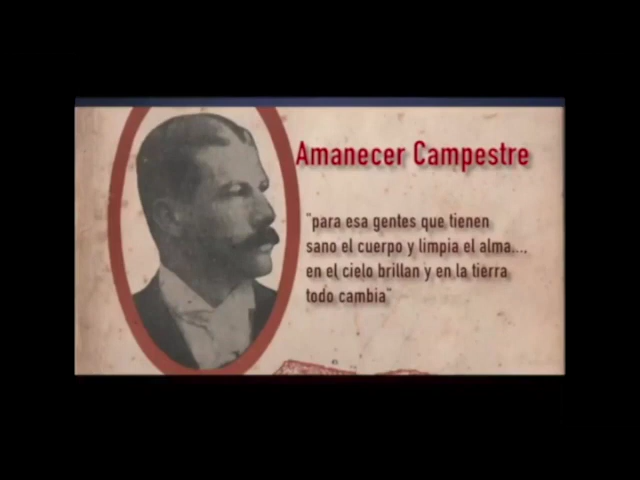 Amanecer Campestre
"para esa gentes que tienen
sano el cuerpo y limpia el alma...,
en el cielo brillan y en la tierra
todo cambia"